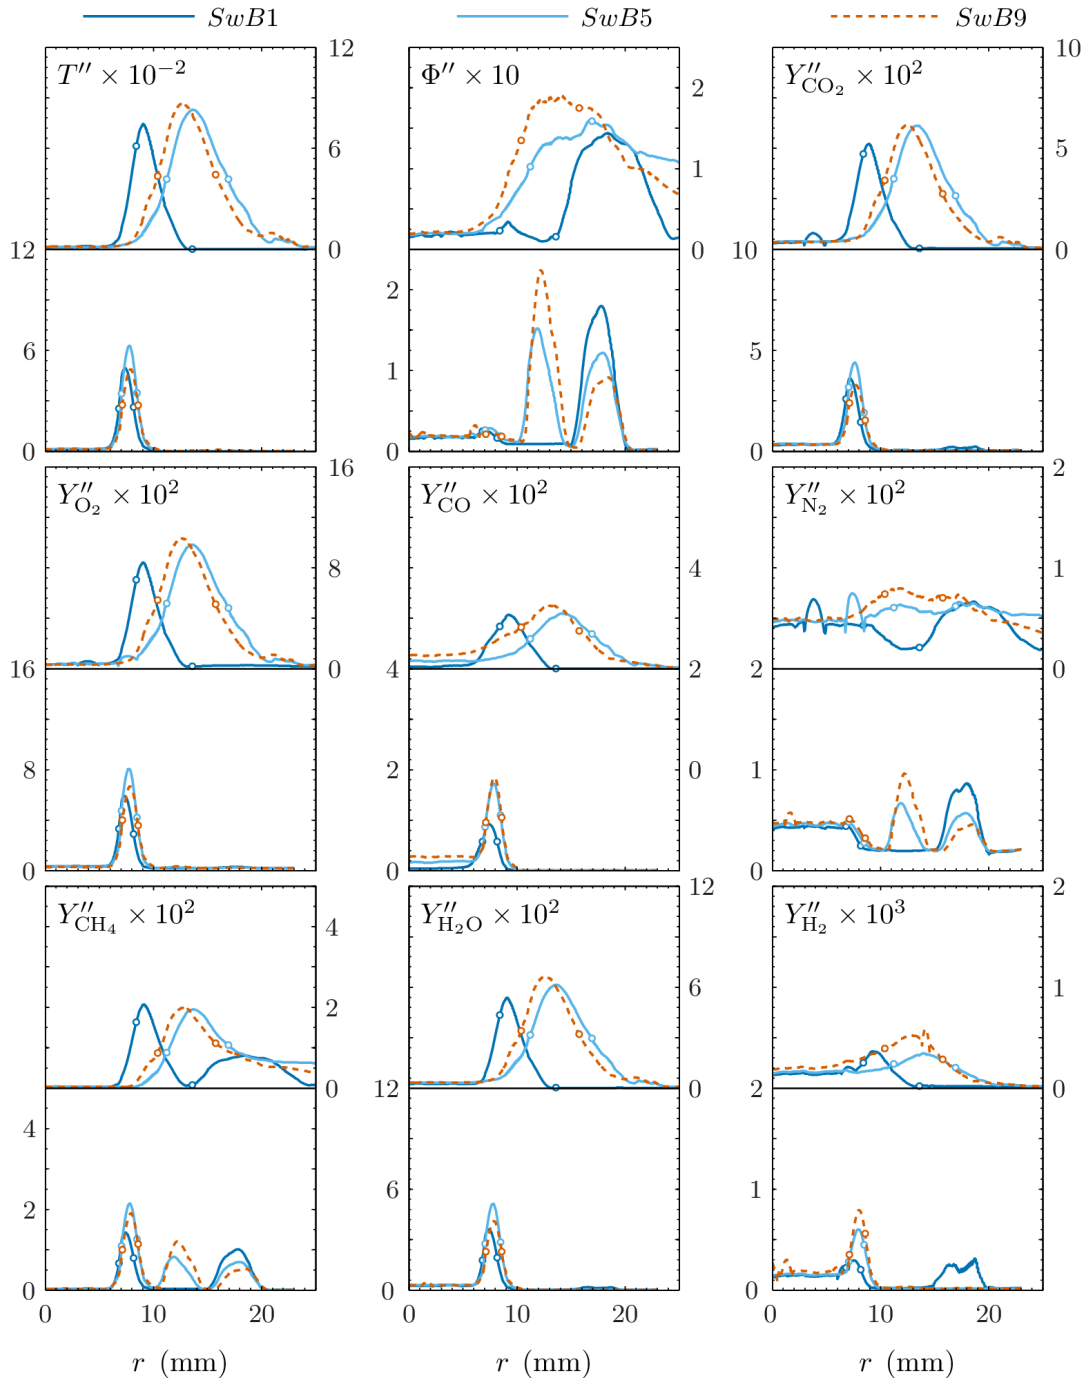 SwB1 SwB5 SwB9
T″ × 10⁻² 12 Φ″ × 10 2 Y″CO₂ × 10² 10
6 1 5
12 0 0 10 0
2
6 1 5
0 0 0
Y″O₂ × 10² 16 Y″CO × 10² 4 Y″N₂ × 10² 2
8 1
16 0 4 2 2 0
8 2 0 1
0 0 0
Y″CH₄ × 10² 4 Y″H₂O × 10² 12 Y″H₂ × 10³ 2
2 6 1
0 12 0 2 0
4
2 6 1
0 0 0
0 10 20 0 10 20 0 10 20
r (mm) r (mm) r (mm)